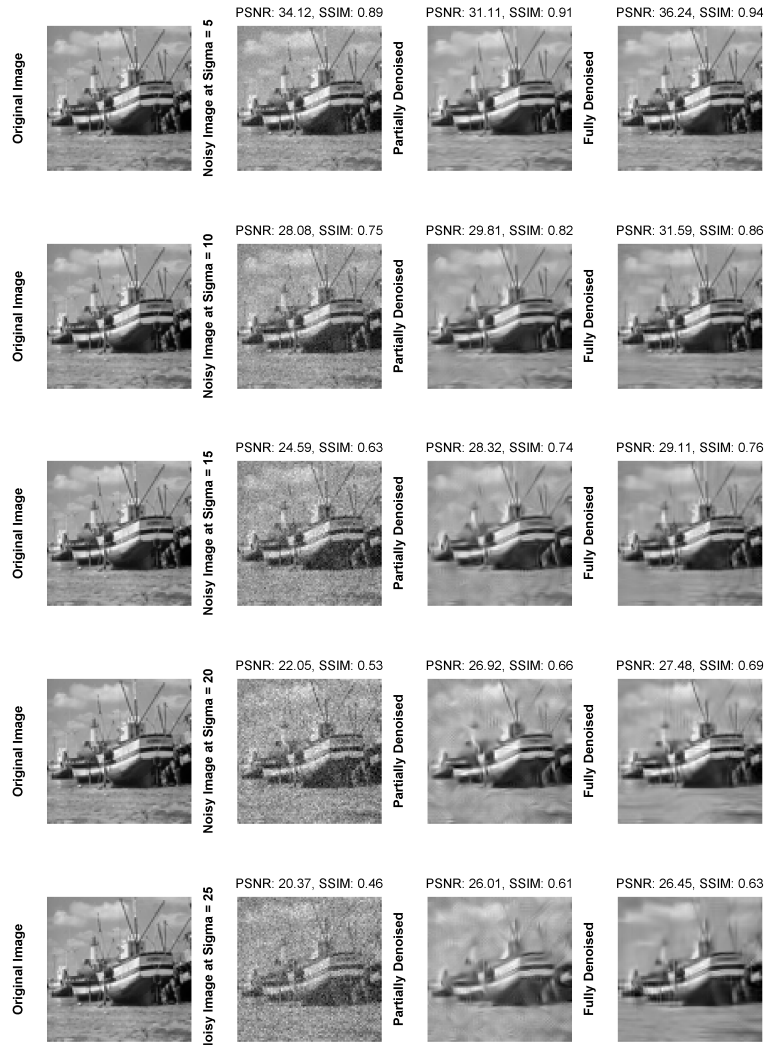 PSNR: 34.12, SSIM: 0.89
PSNR: 31.11, SSIM: 0.91
PSNR: 36.24, SSIM: 0.94
Original Image
Noisy Image at Sigma = 5
Partially Denoised
Fully Denoised
PSNR: 28.08, SSIM: 0.75
PSNR: 29.81, SSIM: 0.82
PSNR: 31.59, SSIM: 0.86
Original Image
Noisy Image at Sigma = 10
Partially Denoised
Fully Denoised
PSNR: 24.59, SSIM: 0.63
PSNR: 28.32, SSIM: 0.74
PSNR: 29.11, SSIM: 0.76
Original Image
Noisy Image at Sigma = 15
Partially Denoised
Fully Denoised
PSNR: 22.05, SSIM: 0.53
PSNR: 26.92, SSIM: 0.66
PSNR: 27.48, SSIM: 0.69
Original Image
Noisy Image at Sigma = 20
Partially Denoised
Fully Denoised
PSNR: 20.37, SSIM: 0.46
PSNR: 26.01, SSIM: 0.61
PSNR: 26.45, SSIM: 0.63
Original Image
loisy Image at Sigma = 25
Partially Denoised
Fully Denoised